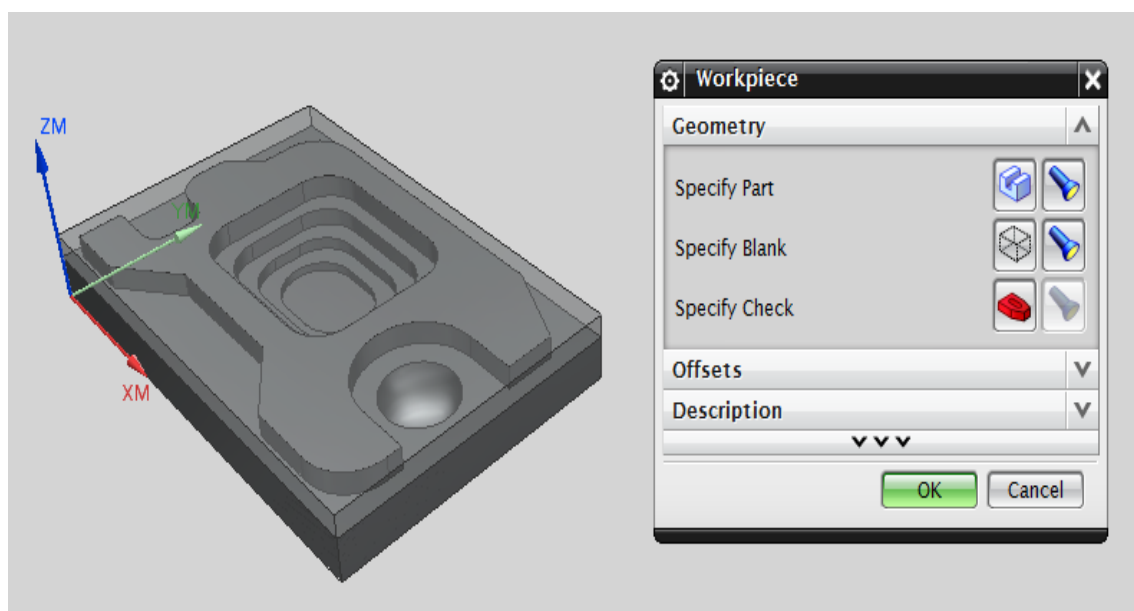 ZM
YM
XM
Workpiece
Geometry
Specify Part
Specify Blank
Specify Check
Offsets
Description
OK Cancel